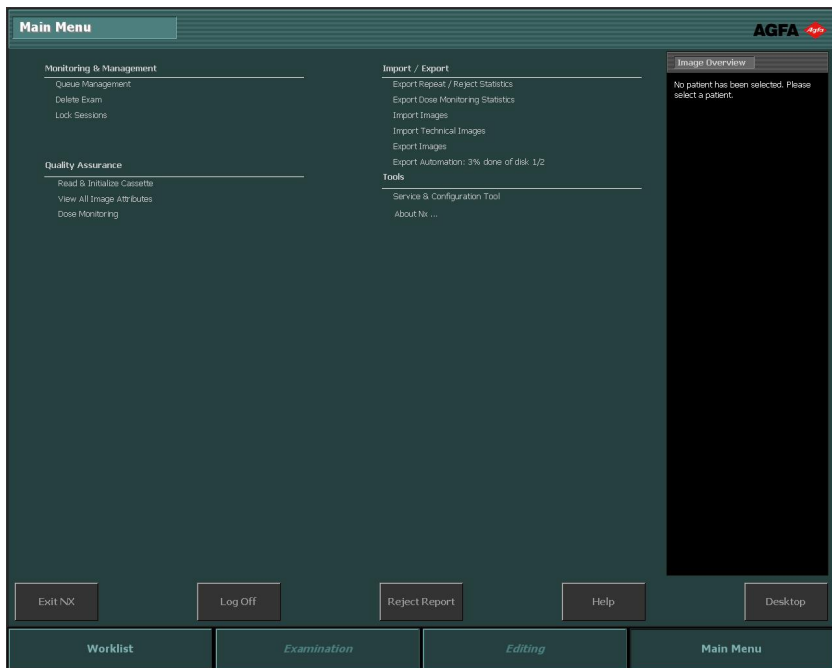 Main Menu
AGFA
Agfa
Monitoring & Management
Queue Management
Delete Exam
Lock Sessions
Quality Assurance
Read & Initialize Cassette
View All Image Attributes
Dose Monitoring
Import / Export
Export Repeat / Reject Statistics
Export Dose Monitoring Statistics
Import Images
Import Technical Images
Export Images
Export Automation: 3% done of disk 1/2
Tools
Service & Configuration Tool
About Nx ...
Image Overview
No patient has been selected. Please
select a patient.
Exit NX
Log Off
Reject Report
Help
Desktop
Worklist
Examination
Editing
Main Menu